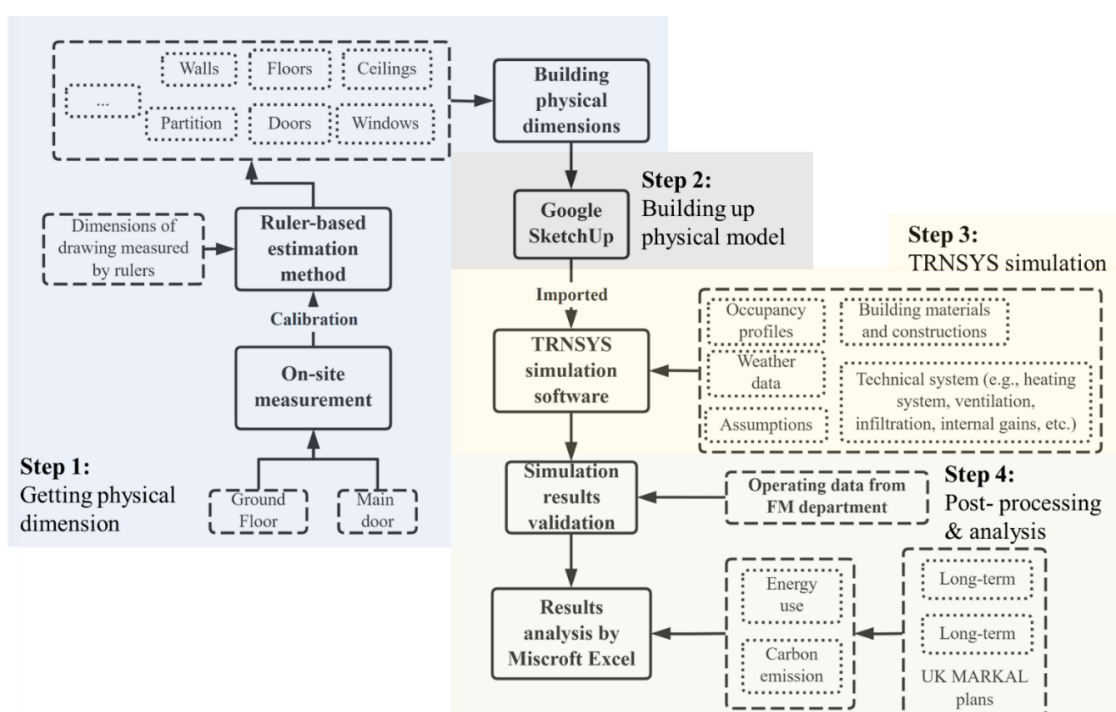 Walls
Floors
Ceilings
...
Partition
Doors
Windows
Building
physical
dimensions
Dimensions of
drawing measured
by rulers
Ruler-based
estimation
method
Calibration
On-site
measurement
Step 1:
Getting physical
dimension
Ground
Floor
Main
door
Step 2:
Building up
physical model
Google
SketchUp
Imported
Step 3:
TRNSYS simulation
TRNSYS
simulation
software
Occupancy
profiles
Building materials
and constructions
Weather
data
Technical system (e.g., heating
system, ventilation,
infiltration, internal gains, etc.)
Assumptions
Simulation
results
validation
Operating data from
FM department
Step 4:
Post- processing
& analysis
Results
analysis by
Miscroft Excel
Energy
use
Carbon
emission
Long-term
Long-term
UK MARKAL
plans